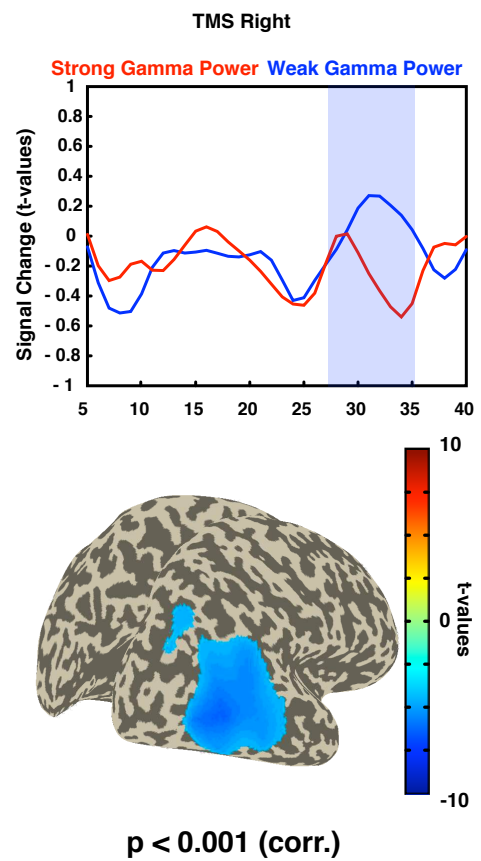 TMS Right
Strong Gamma Power Weak Gamma Power
Signal Change (t-values)
1
0.8
0.6
0.4
0.2
0
- 0.2
- 0.4
- 0.6
- 0.8
- 1
5 10 15 20 25 30 35 40
10
0
-10
t-values
p < 0.001 (corr.)